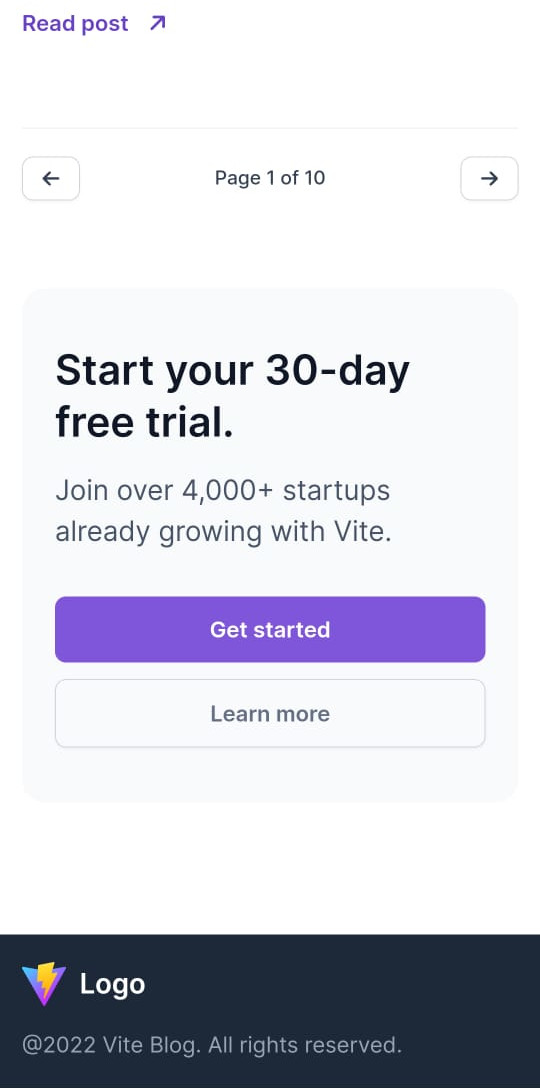 Read post
Page 1 of 10
Start your 30-day
free trial.
Join over 4,000+ startups
already growing with Vite.
Get started
Learn more
Logo
@2022 Vite Blog. All rights reserved.